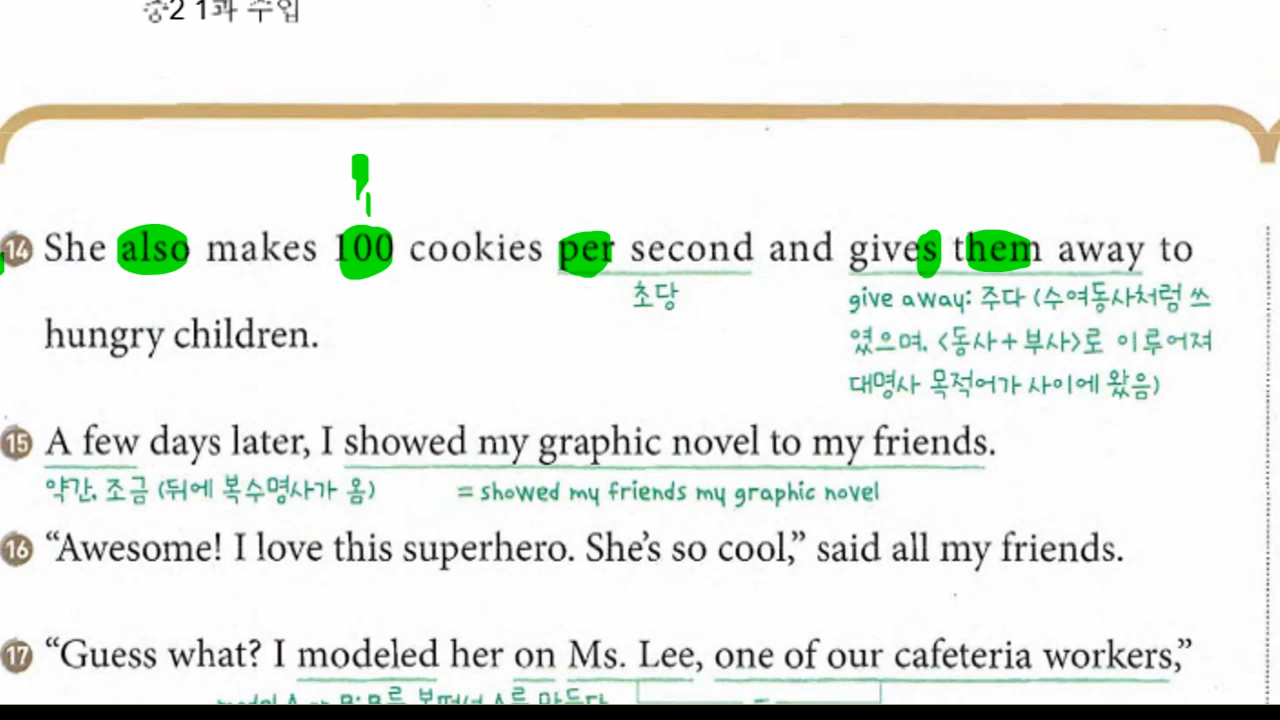 중2 1과 수입
14 She also makes 100 cookies per second and gives them away to
초당
give away: 주다 (수여동사처럼 쓰
hungry children.
였으며, <동사+부사>로 이루어져
대명사 목적어가 사이에 왔음)
15 A few days later, I showed my graphic novel to my friends.
약간, 조금 (뒤에 복수명사가 옴) = showed my friends my graphic novel
16 “Awesome! I love this superhero. She’s so cool,” said all my friends.
17 “Guess what? I modeled her on Ms. Lee, one of our cafeteria workers,”